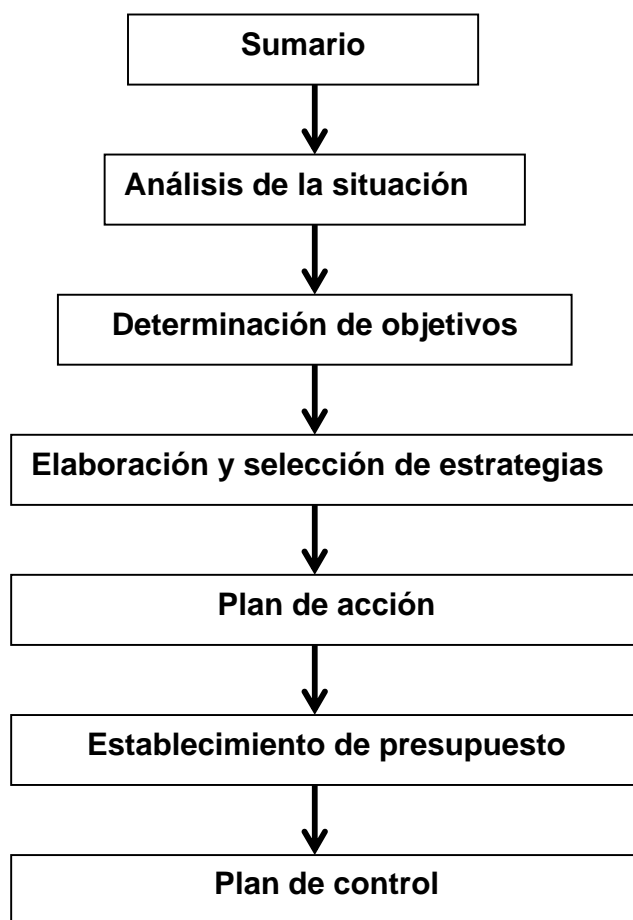 Sumario
Análisis de la situación
Determinación de objetivos
Elaboración y selección de estrategias
Plan de acción
Establecimiento de presupuesto
Plan de control